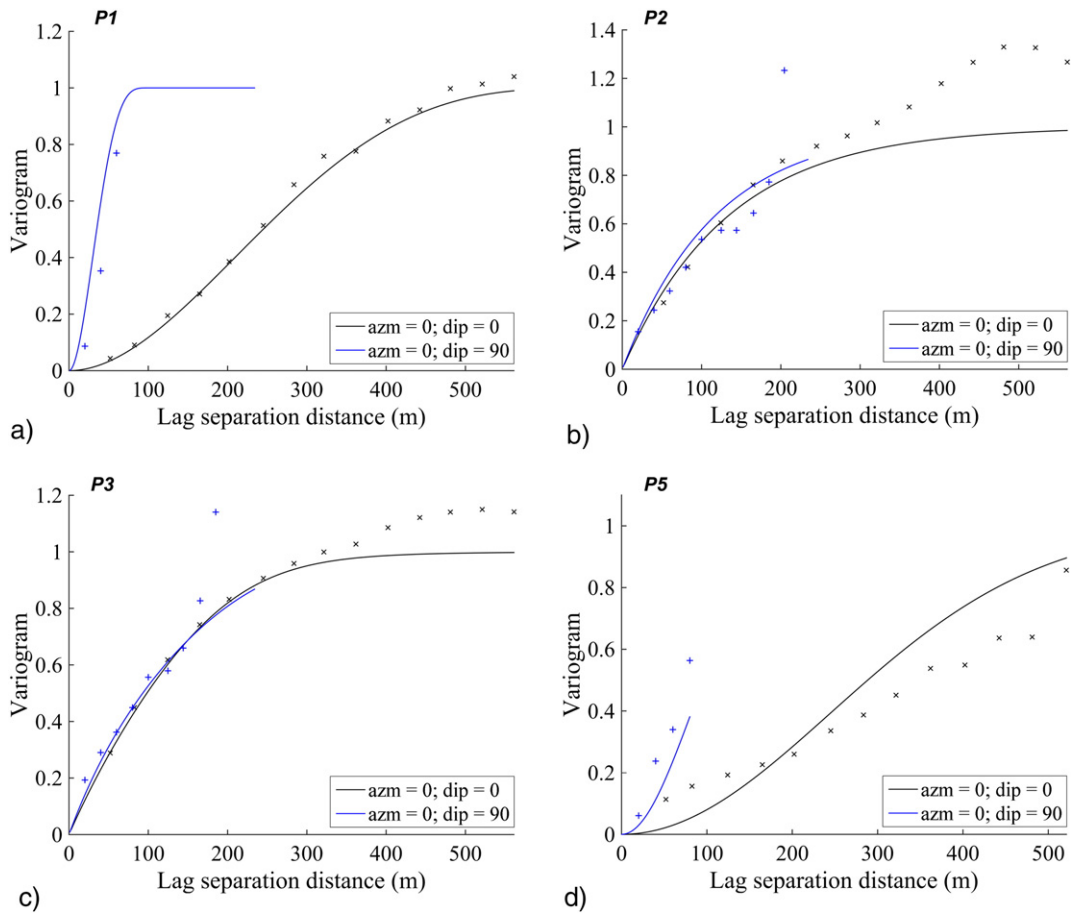 P1
1.2
1
0.8
0.6
0.4
0.2
0
Variogram
azm = 0; dip = 0
azm = 0; dip = 90
0 100 200 300 400 500
Lag separation distance (m)
a)
P2
1.4
1.2
1
0.8
0.6
0.4
0.2
0
Variogram
azm = 0; dip = 0
azm = 0; dip = 90
0 100 200 300 400 500
Lag separation distance (m)
b)
P3
1.2
1
0.8
0.6
0.4
0.2
0
Variogram
azm = 0; dip = 0
azm = 0; dip = 90
0 100 200 300 400 500
Lag separation distance (m)
c)
P5
1
0.8
0.6
0.4
0.2
0
Variogram
azm = 0; dip = 0
azm = 0; dip = 90
0 100 200 300 400 500
Lag separation distance (m)
d)